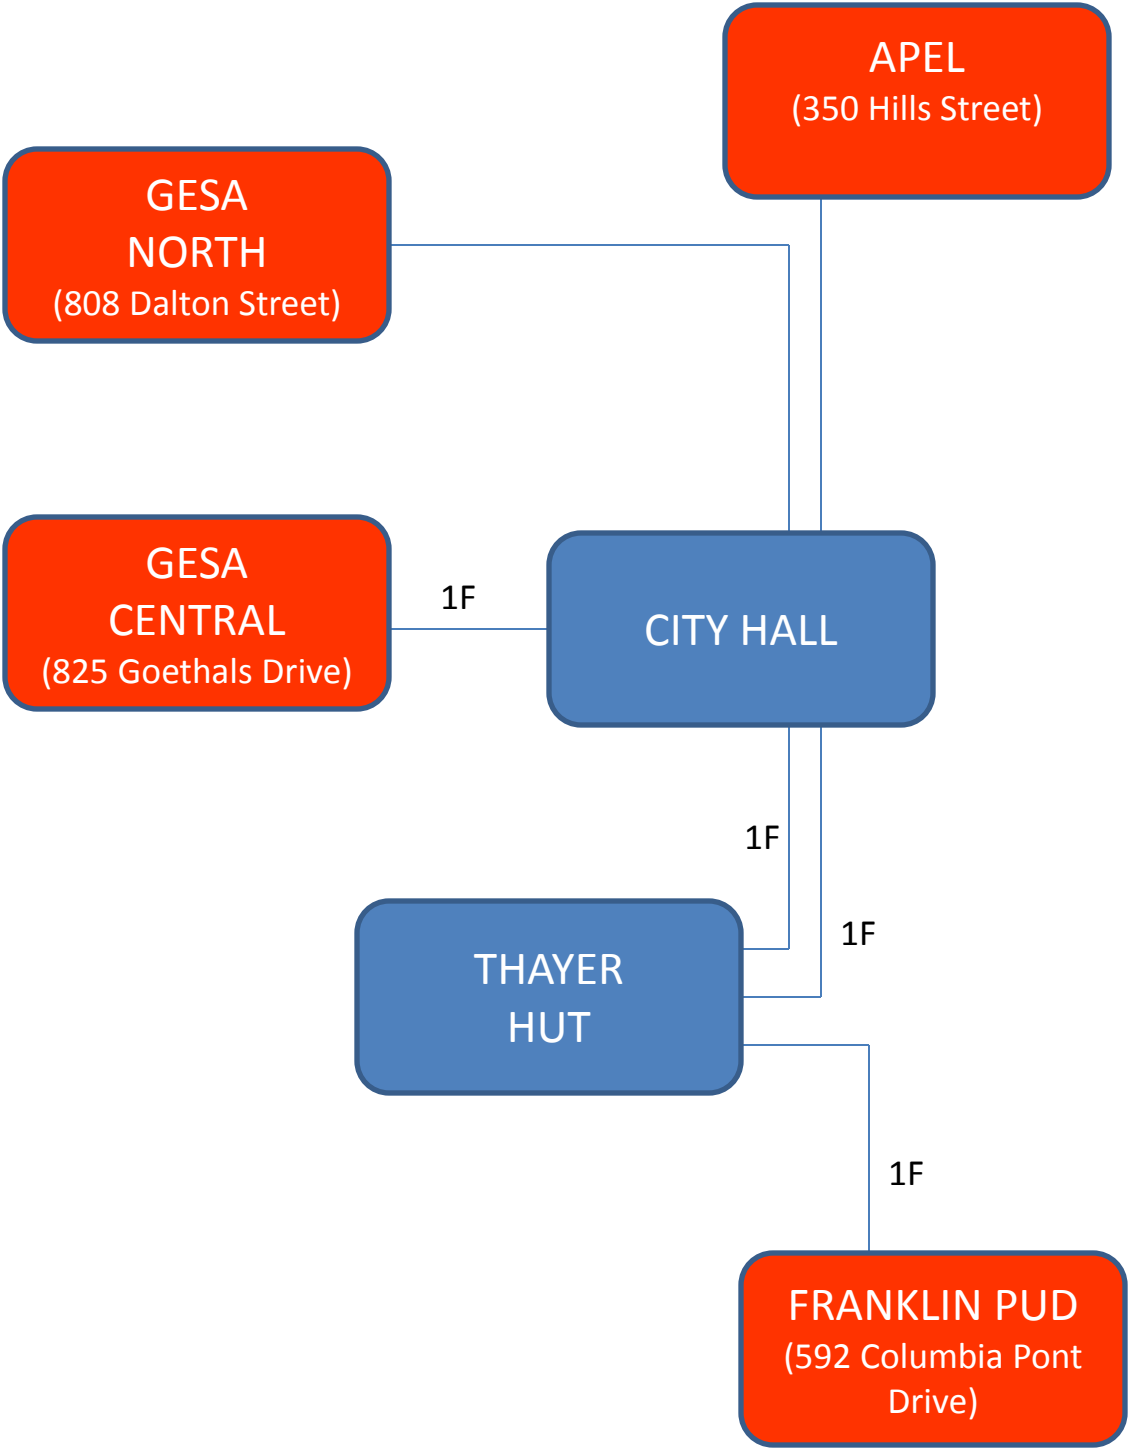 APEL
(350 Hills Street)
GESA
NORTH
(808 Dalton Street)
GESA
CENTRAL
(825 Goethals Drive)
1F
CITY HALL
1F
1F
THAYER
HUT
1F
FRANKLIN PUD
(592 Columbia Pont
Drive)